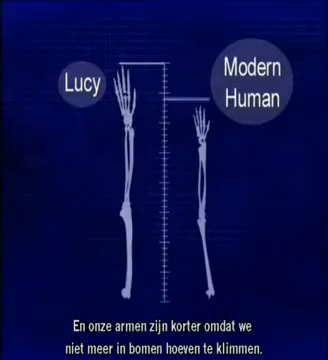 Lucy
Modern
Human
En onze armen zijn korter omdat we
niet meer in bomen hoeven te klimmen.